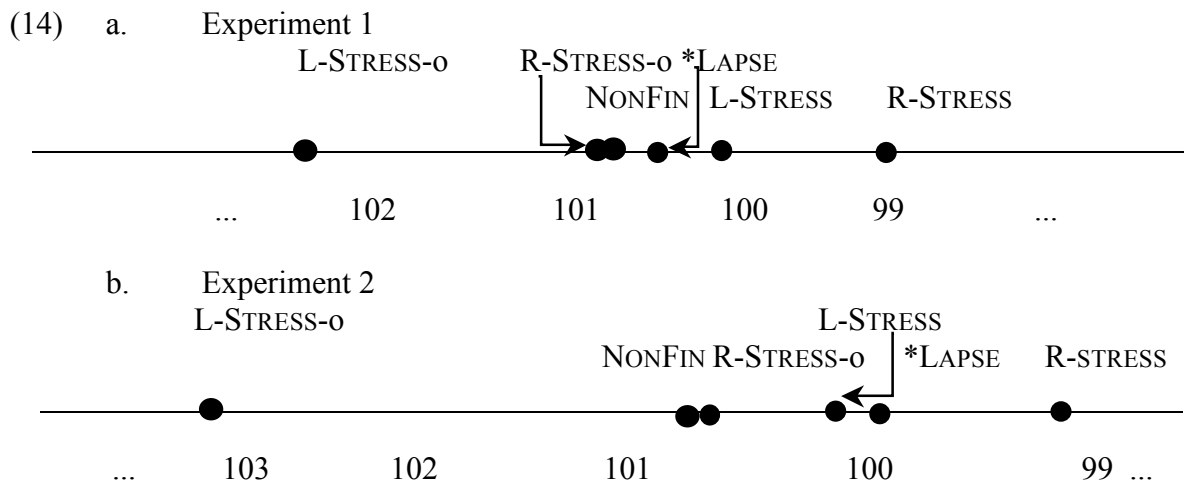 (14) a. Experiment 1
L-STRESS-o R-STRESS-o *LAPSE
NONFIN L-STRESS R-STRESS
... 102 101 100 99 ...
b. Experiment 2
L-STRESS-o L-STRESS
NONFIN R-STRESS-o *LAPSE R-STRESS
... 103 102 101 100 99 ...